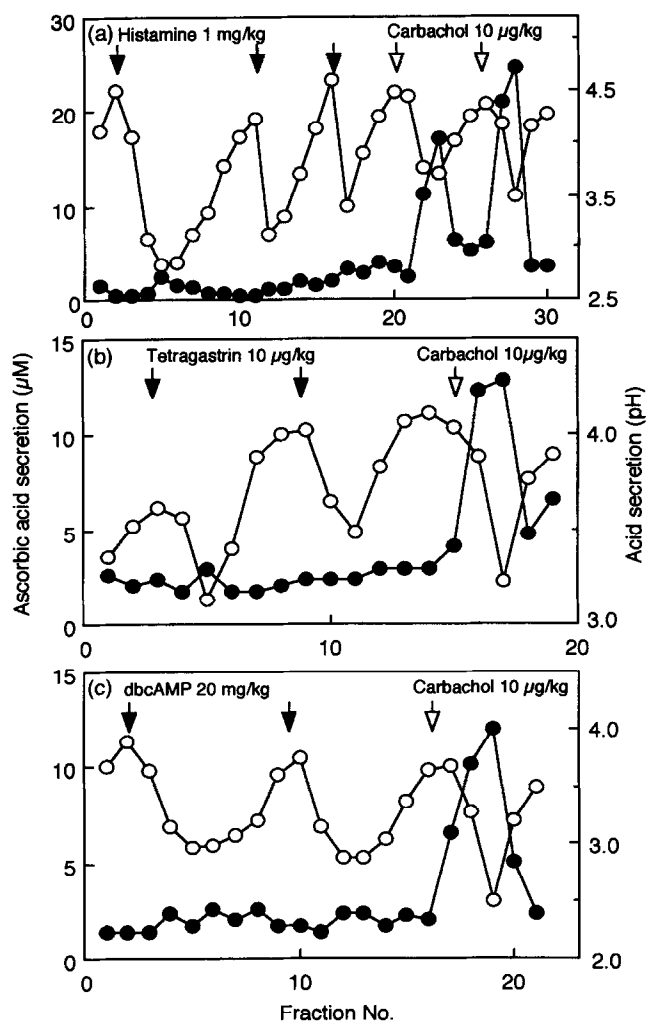 30
(a) Histamine 1 mg/kg
Carbachol 10 µg/kg
20
10
0
4.5
3.5
2.5
0
10
20
30
15
(b)
Tetragastrin 10 µg/kg
Carbachol 10µg/kg
10
5
0
4.0
3.0
0
10
20
Ascorbic acid secretion (µM)
Acid secretion (pH)
15
(c)
dbcAMP 20 mg/kg
Carbachol 10 µg/kg
10
5
0
4.0
3.0
2.0
10
20
Fraction No.